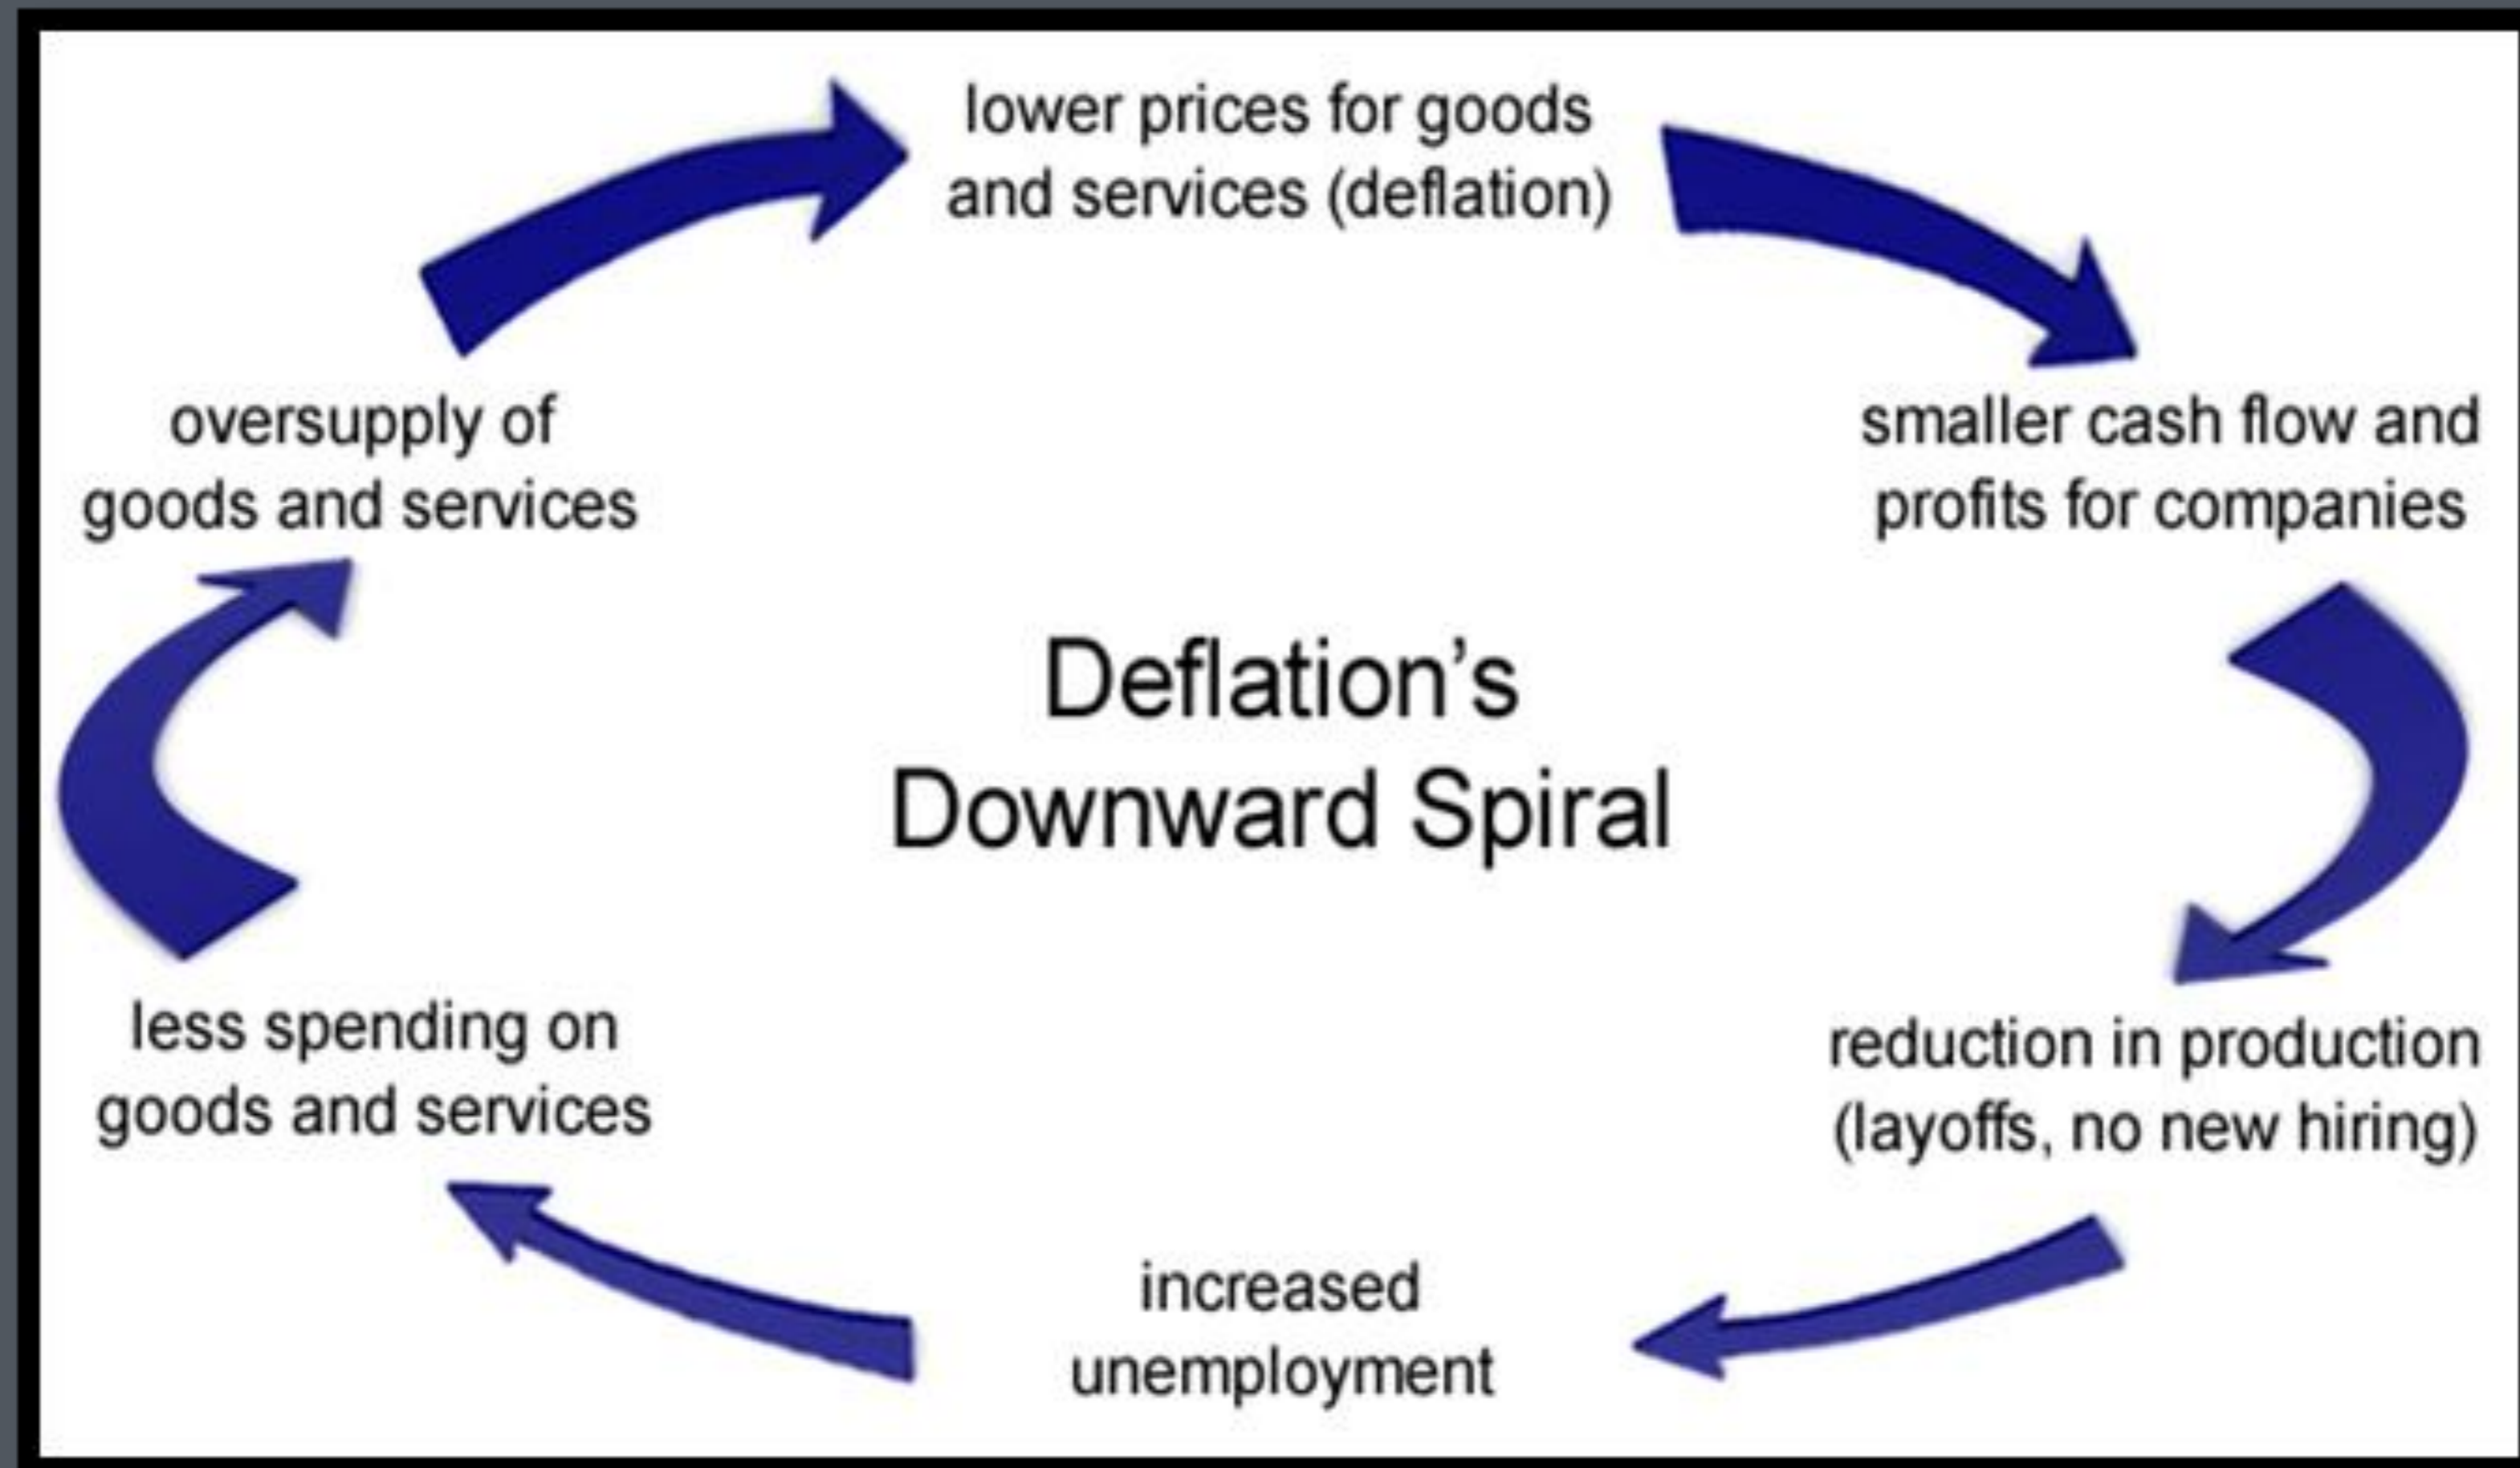 lower prices for goods
and services (deflation)
smaller cash flow and
profits for companies
reduction in production
(layoffs, no new hiring)
increased
unemployment
less spending on
goods and services
oversupply of
goods and services
Deflation’s
Downward Spiral